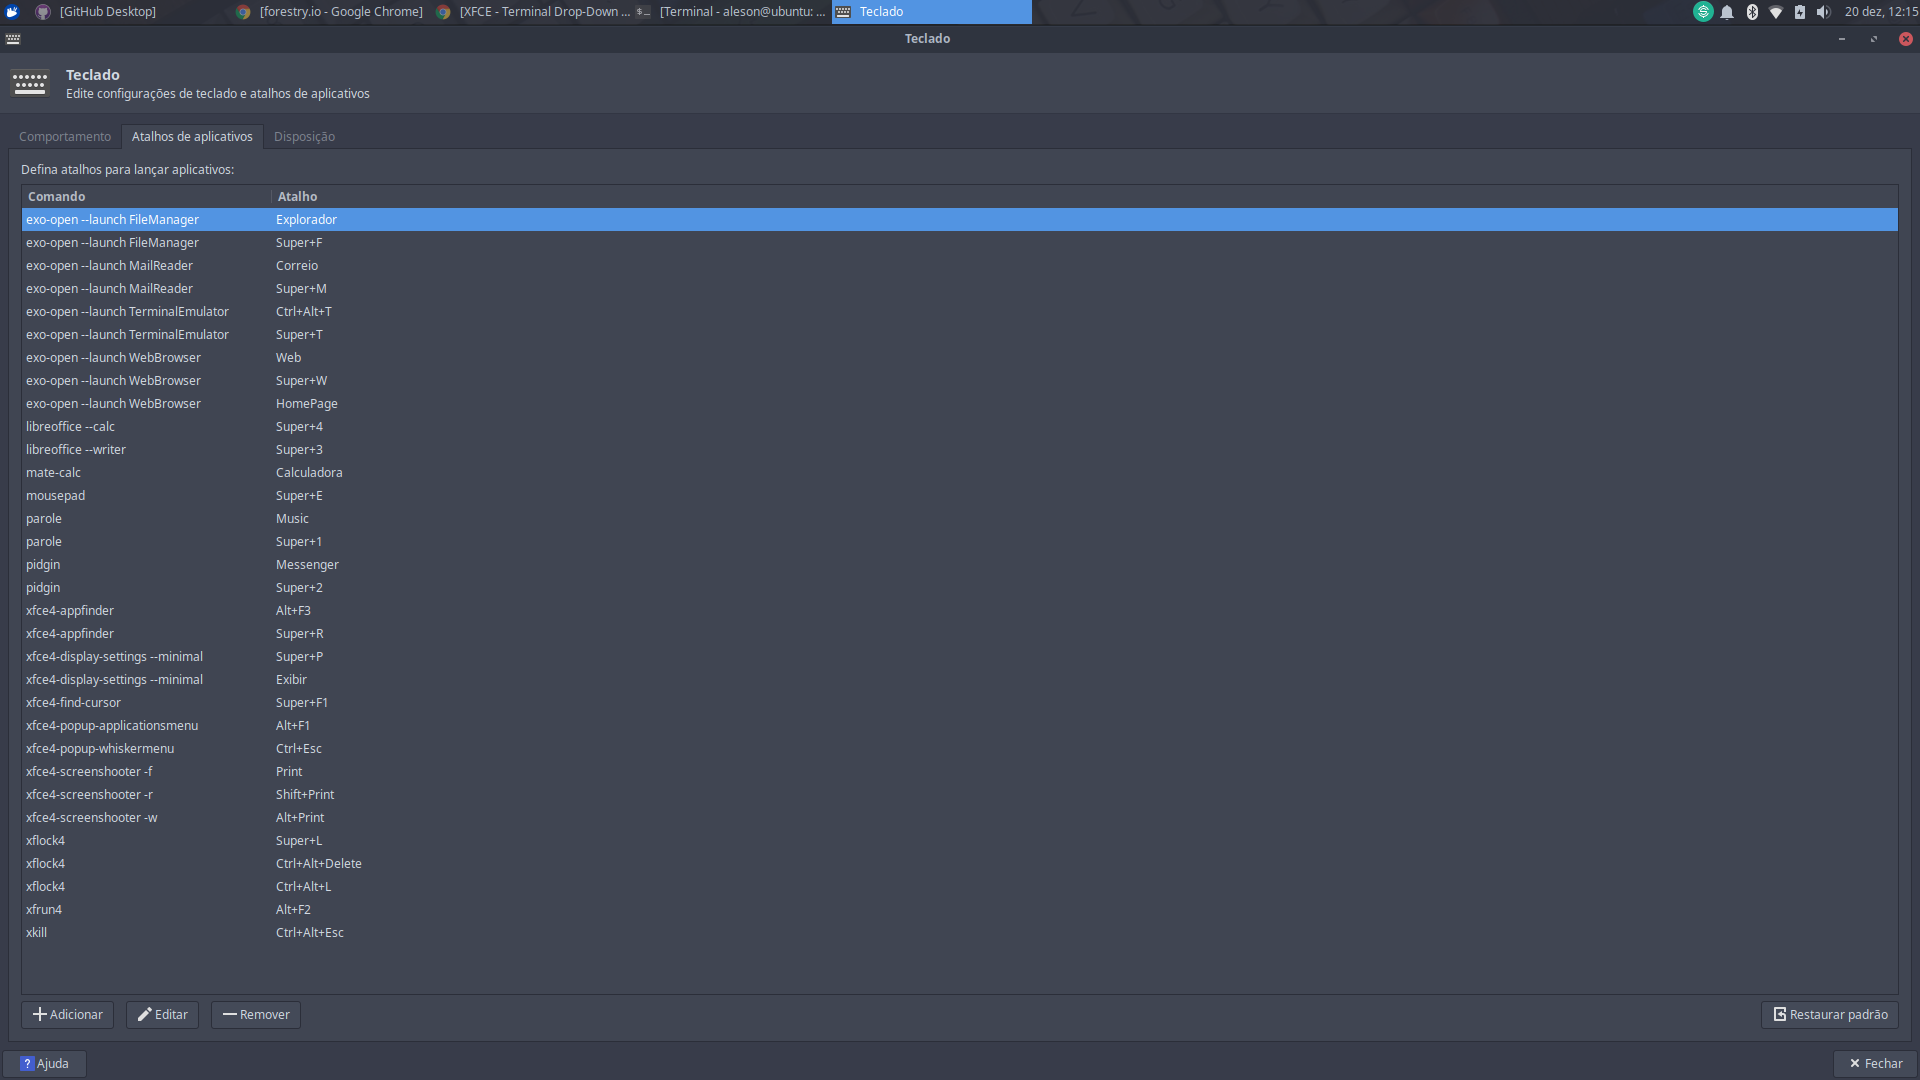 [GitHub Desktop] [forestry.io - Google Chrome] [XFCE - Terminal Drop-Down ... [Terminal - aleson@ubuntu: ... Teclado 20 dez, 12:15
Teclado
Teclado
Edite configurações de teclado e atalhos de aplicativos
Comportamento Atalhos de aplicativos Disposição
Defina atalhos para lançar aplicativos:
Comando Atalho
exo-open --launch FileManager Explorador
exo-open --launch FileManager Super+F
exo-open --launch MailReader Correio
exo-open --launch MailReader Super+M
exo-open --launch TerminalEmulator Ctrl+Alt+T
exo-open --launch TerminalEmulator Super+T
exo-open --launch WebBrowser Web
exo-open --launch WebBrowser Super+W
exo-open --launch WebBrowser HomePage
libreoffice --calc Super+4
libreoffice --writer Super+3
mate-calc Calculadora
mousepad Super+E
parole Music
parole Super+1
pidgin Messenger
pidgin Super+2
xfce4-appfinder Alt+F3
xfce4-appfinder Super+R
xfce4-display-settings --minimal Super+P
xfce4-display-settings --minimal Exibir
xfce4-find-cursor Super+F1
xfce4-popup-applicationsmenu Alt+F1
xfce4-popup-whiskermenu Ctrl+Esc
xfce4-screenshooter -f Print
xfce4-screenshooter -r Shift+Print
xfce4-screenshooter -w Alt+Print
xflock4 Super+L
xflock4 Ctrl+Alt+Delete
xflock4 Ctrl+Alt+L
xfrun4 Alt+F2
xkill Ctrl+Alt+Esc
Adicionar Editar Remover Restaurar padrão
? Ajuda Fechar